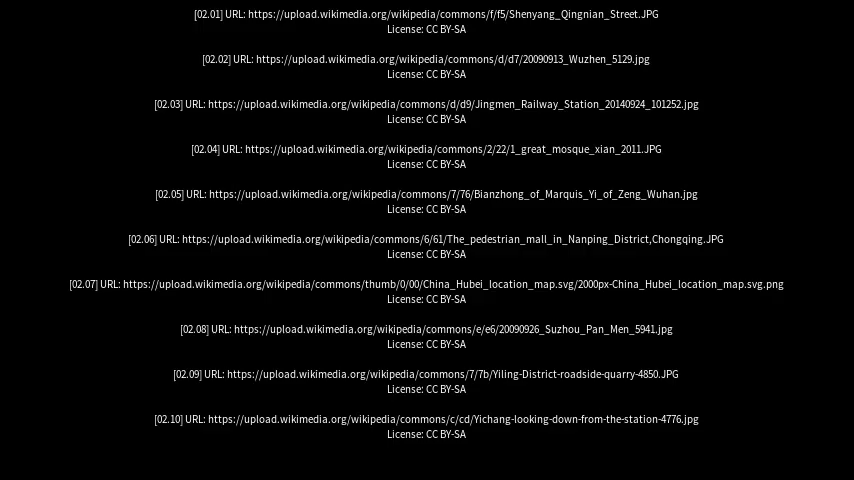 [02.01] URL: https://upload.wikimedia.org/wikipedia/commons/f/f5/Shenyang_Qingnian_Street.JPG
License: CC BY-SA
[02.02] URL: https://upload.wikimedia.org/wikipedia/commons/d/d7/20090913_Wuzhen_5129.jpg
License: CC BY-SA
[02.03] URL: https://upload.wikimedia.org/wikipedia/commons/d/d9/Jingmen_Railway_Station_20140924_101252.jpg
License: CC BY-SA
[02.04] URL: https://upload.wikimedia.org/wikipedia/commons/2/22/1_great_mosque_xian_2011.JPG
License: CC BY-SA
[02.05] URL: https://upload.wikimedia.org/wikipedia/commons/7/76/Bianzhong_of_Marquis_Yi_of_Zeng_Wuhan.jpg
License: CC BY-SA
[02.06] URL: https://upload.wikimedia.org/wikipedia/commons/6/61/The_pedestrian_mall_in_Nanping_District,Chongqing.JPG
License: CC BY-SA
[02.07] URL: https://upload.wikimedia.org/wikipedia/commons/thumb/0/00/China_Hubei_location_map.svg/2000px-China_Hubei_location_map.svg.png
License: CC BY-SA
[02.08] URL: https://upload.wikimedia.org/wikipedia/commons/e/e6/20090926_Suzhou_Pan_Men_5941.jpg
License: CC BY-SA
[02.09] URL: https://upload.wikimedia.org/wikipedia/commons/7/7b/Yiling-District-roadside-quarry-4850.JPG
License: CC BY-SA
[02.10] URL: https://upload.wikimedia.org/wikipedia/commons/c/cd/Yichang-looking-down-from-the-station-4776.jpg
License: CC BY-SA